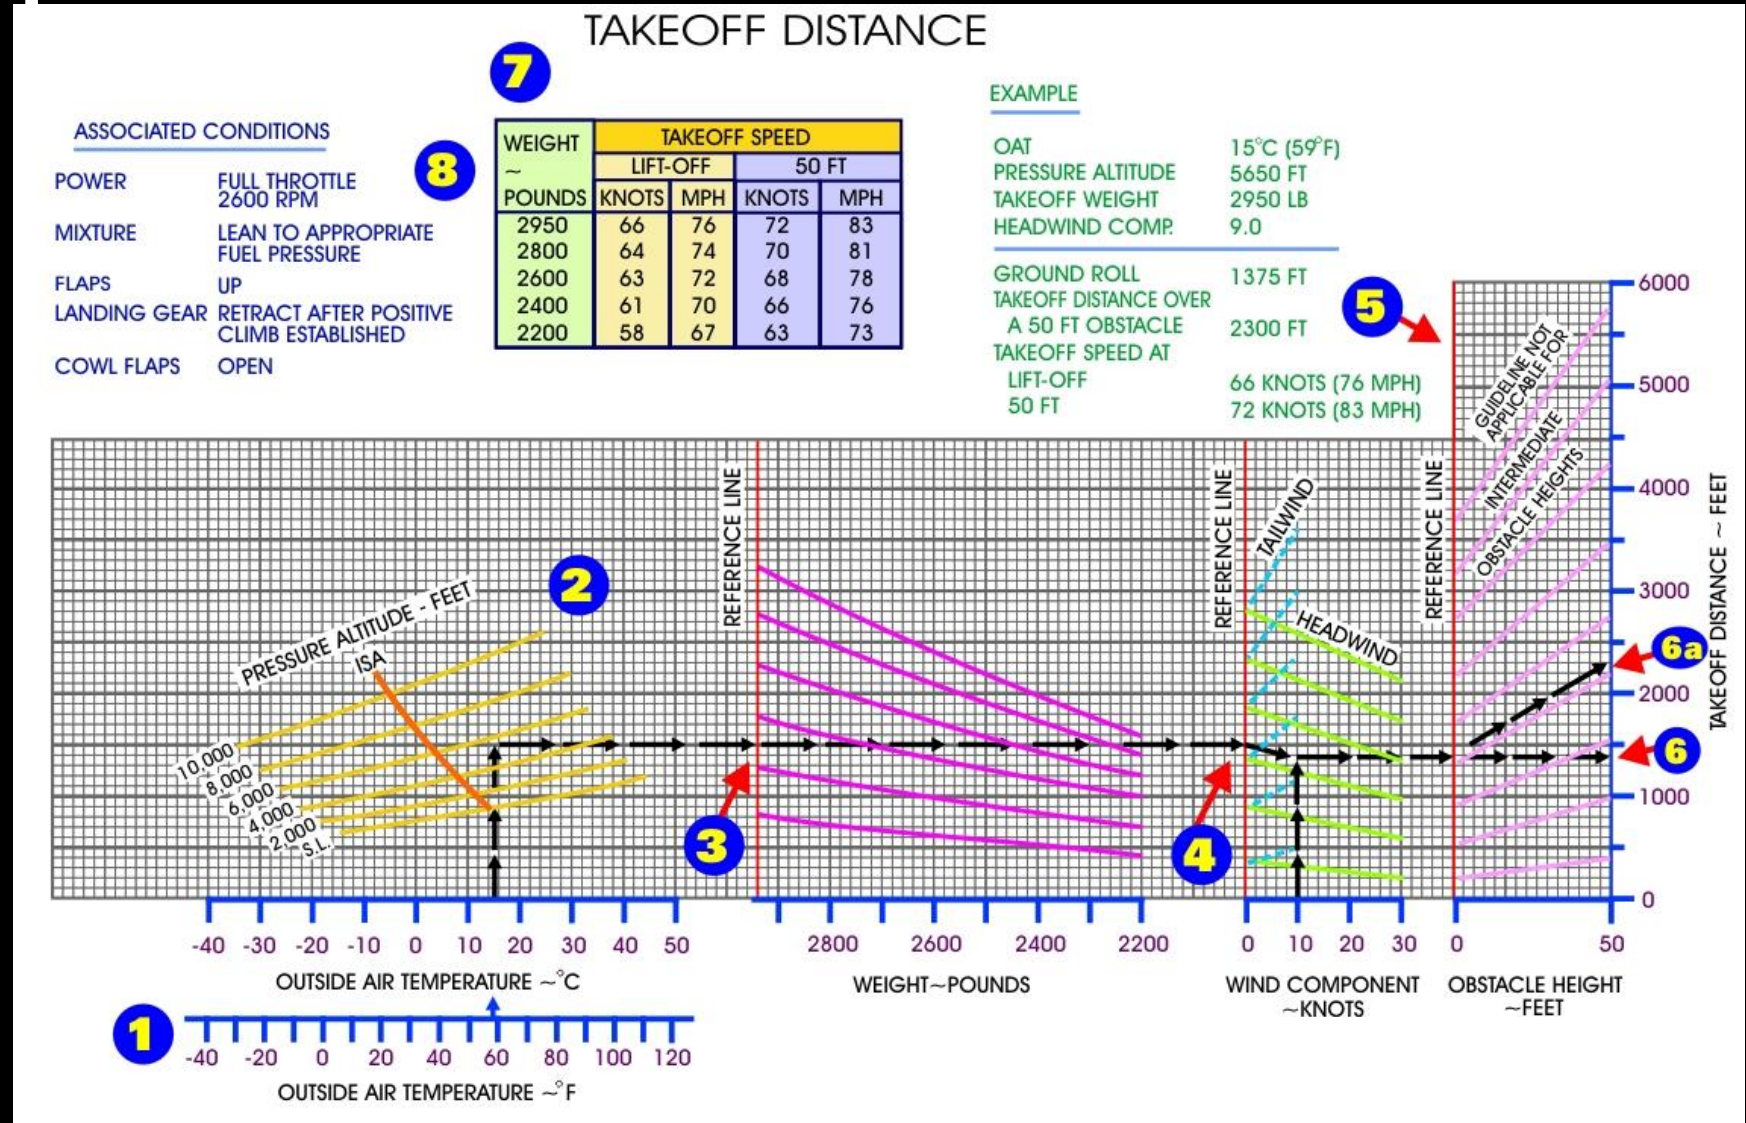 TAKEOFF DISTANCE
7
ASSOCIATED CONDITIONS
POWER FULL THROTTLE
2600 RPM
MIXTURE LEAN TO APPROPRIATE
FUEL PRESSURE
FLAPS UP
LANDING GEAR RETRACT AFTER POSITIVE
CLIMB ESTABLISHED
COWL FLAPS OPEN
8
WEIGHT ~ POUNDS TAKEOFF SPEED
LIFT-OFF 50 FT
KNOTS MPH KNOTS MPH
2950 66 76 72 83
2800 64 74 70 81
2600 63 72 68 78
2400 61 70 66 76
2200 58 67 63 73
EXAMPLE
OAT 15°C (59°F)
PRESSURE ALTITUDE 5650 FT
TAKEOFF WEIGHT 2950 LB
HEADWIND COMP. 9.0
GROUND ROLL 1375 FT
TAKEOFF DISTANCE OVER
A 50 FT OBSTACLE 2300 FT
TAKEOFF SPEED AT
LIFT-OFF 66 KNOTS (76 MPH)
50 FT 72 KNOTS (83 MPH)
5
2
PRESSURE ALTITUDE - FEET
ISA
10,000
8,000
6,000
4,000
2,000
S.L.
REFERENCE LINE
3
REFERENCE LINE
4
TAILWIND
HEADWIND
REFERENCE LINE
GUIDELINE NOT
APPLICABLE FOR
INTERMEDIATE
OBSTACLE HEIGHTS
6000
5000
4000
3000
2000
1000
0
TAKEOFF DISTANCE ~ FEET
6a
6
-40 -30 -20 -10 0 10 20 30 40 50
OUTSIDE AIR TEMPERATURE ~°C
2800 2600 2400 2200
WEIGHT~POUNDS
0 10 20 30
WIND COMPONENT
~KNOTS
0 50
OBSTACLE HEIGHT
~FEET
1
-40 -20 0 20 40 60 80 100 120
OUTSIDE AIR TEMPERATURE ~°F